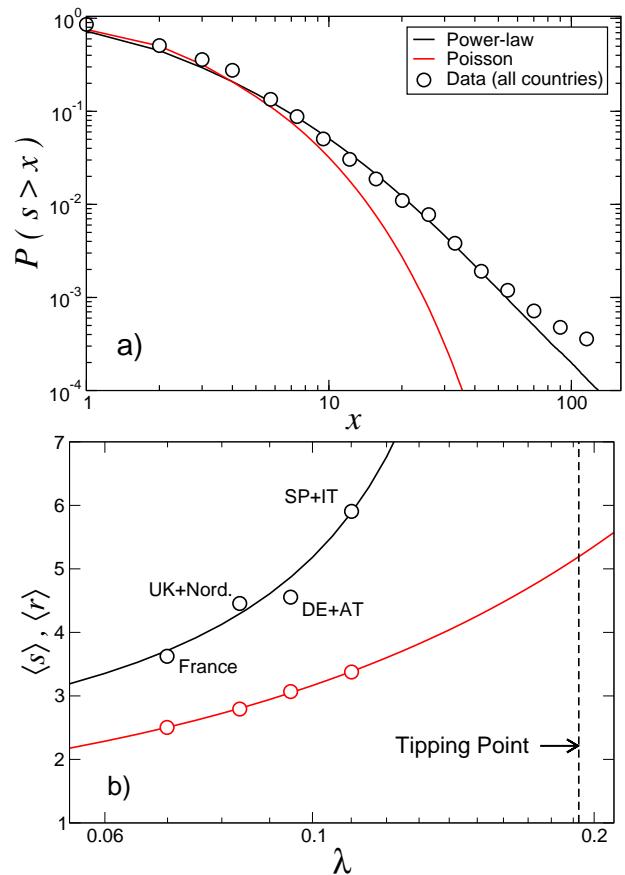 10^0
10^-1
10^-2
10^-3
10^-4
P ( s > x )
Power-law
Poisson
Data (all countries)
a)
1 10 100
x
7
6
5
4
3
2
1
⟨s⟩ , ⟨r⟩
SP+IT
UK+Nord.
DE+AT
France
Tipping Point
b)
0.06 0.1 0.2
λ